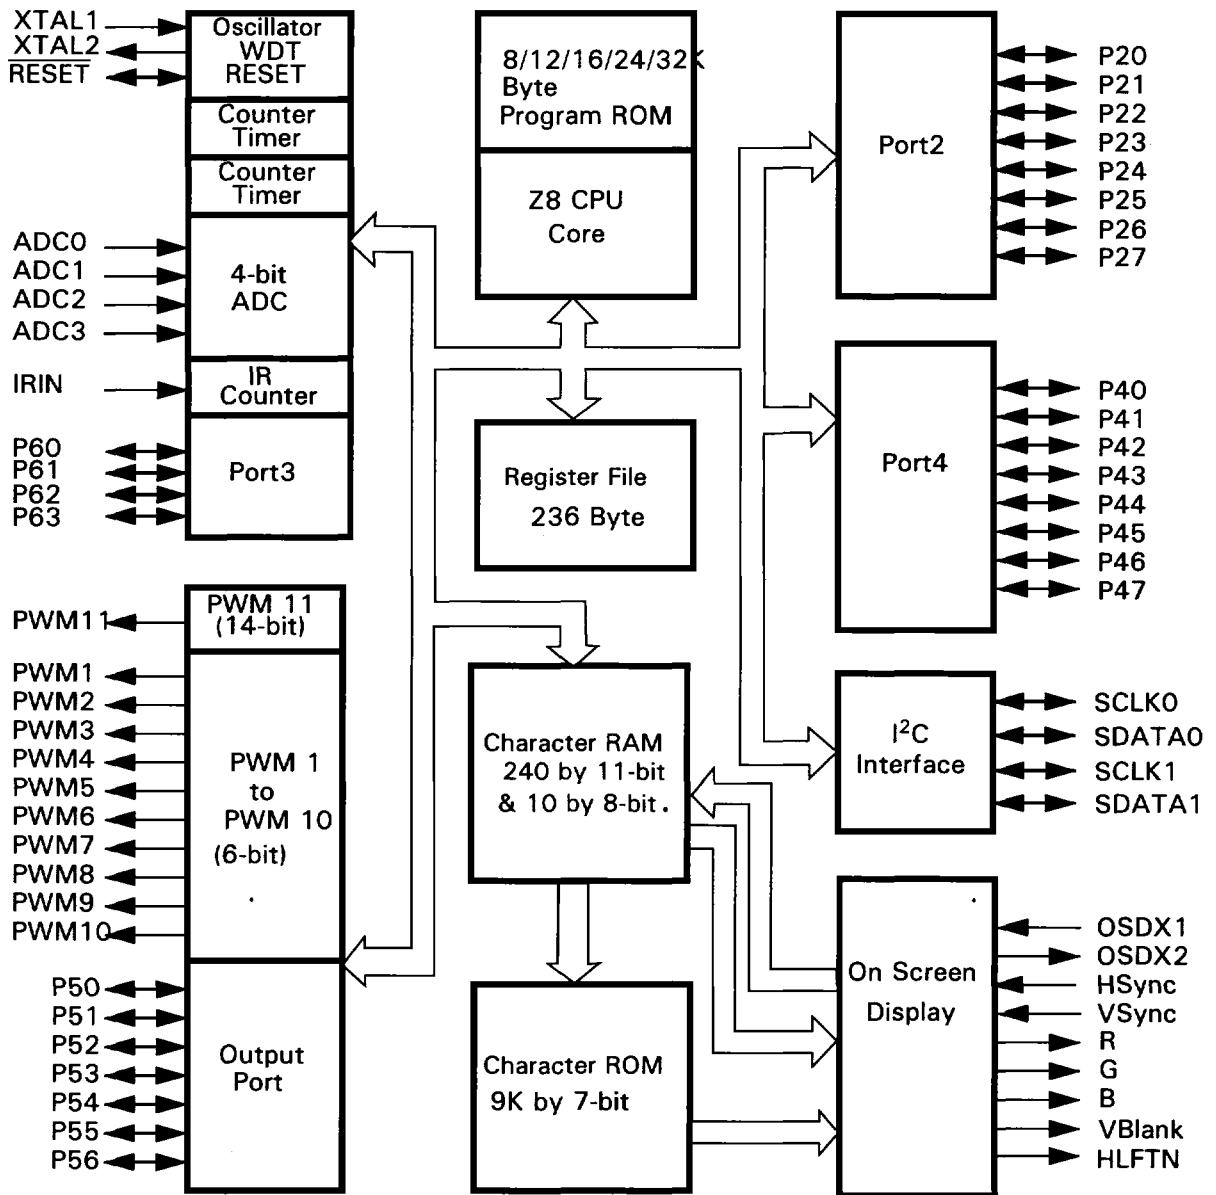 XTAL1
XTAL2
RESET
Oscillator
WDT
RESET
Counter
Timer
Counter
Timer
ADC0
ADC1
ADC2
ADC3
4-bit
ADC
IRIN
IR
Counter
P60
P61
P62
P63
Port3
8/12/16/24/32K
Byte
Program ROM
Z8 CPU
Core
Register File
236 Byte
Port2
P20
P21
P22
P23
P24
P25
P26
P27
Port4
P40
P41
P42
P43
P44
P45
P46
P47
PWM11
PWM 11
(14-bit)
PWM1
PWM2
PWM3
PWM4
PWM5
PWM6
PWM7
PWM8
PWM9
PWM10
PWM 1
to
PWM 10
(6-bit)
P50
P51
P52
P53
P54
P55
P56
Output
Port
Character RAM
240 by 11-bit
& 10 by 8-bit.
Character ROM
9K by 7-bit
I²C
Interface
SCLK0
SDATA0
SCLK1
SDATA1
On Screen
Display
OSDX1
OSDX2
HSync
VSync
R
G
B
VBlank
HLFTN